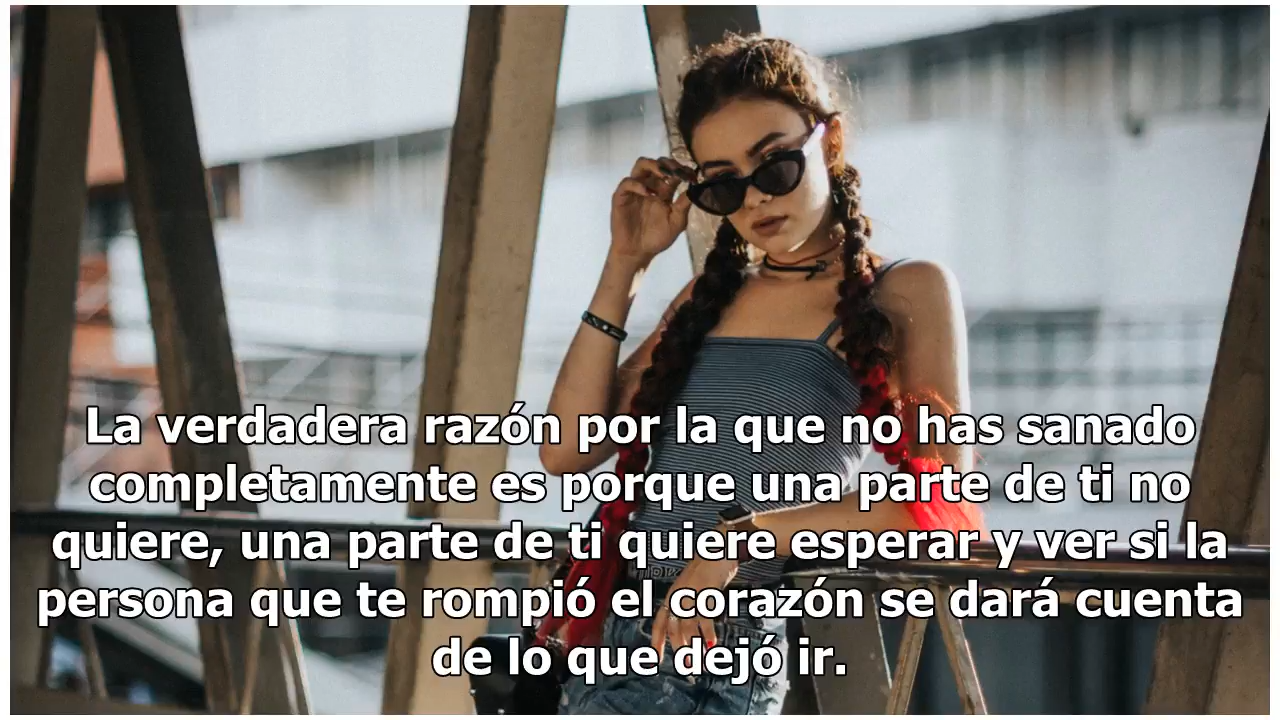 La verdadera razón por la que no has sanado
completamente es porque una parte de ti no
quiere, una parte de ti quiere esperar y ver si la
persona que te rompió el corazón se dará cuenta
de lo que dejó ir.